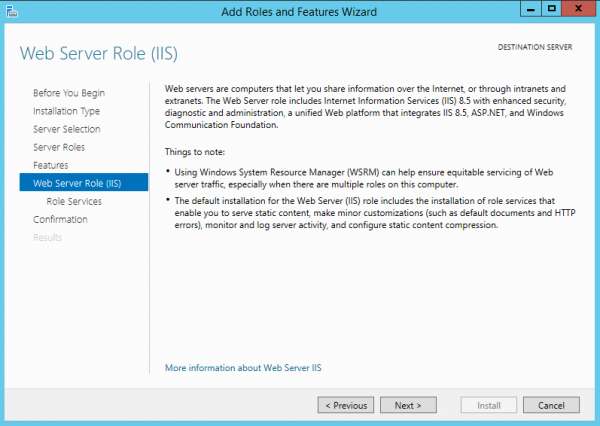 Add Roles and Features Wizard
Web Server Role (IIS)
DESTINATION SERVER
Before You Begin
Installation Type
Server Selection
Server Roles
Features
Web Server Role (IIS)
Role Services
Confirmation
Results
Web servers are computers that let you share information over the Internet, or through intranets and
extranets. The Web Server role includes Internet Information Services (IIS) 8.5 with enhanced security,
diagnostic and administration, a unified Web platform that integrates IIS 8.5, ASP.NET, and Windows
Communication Foundation.
Things to note:
• Using Windows System Resource Manager (WSRM) can help ensure equitable servicing of Web
server traffic, especially when there are multiple roles on this computer.
• The default installation for the Web Server (IIS) role includes the installation of role services that
enable you to serve static content, make minor customizations (such as default documents and HTTP
errors), monitor and log server activity, and configure static content compression.
More information about Web Server IIS
< Previous
Next >
Install
Cancel